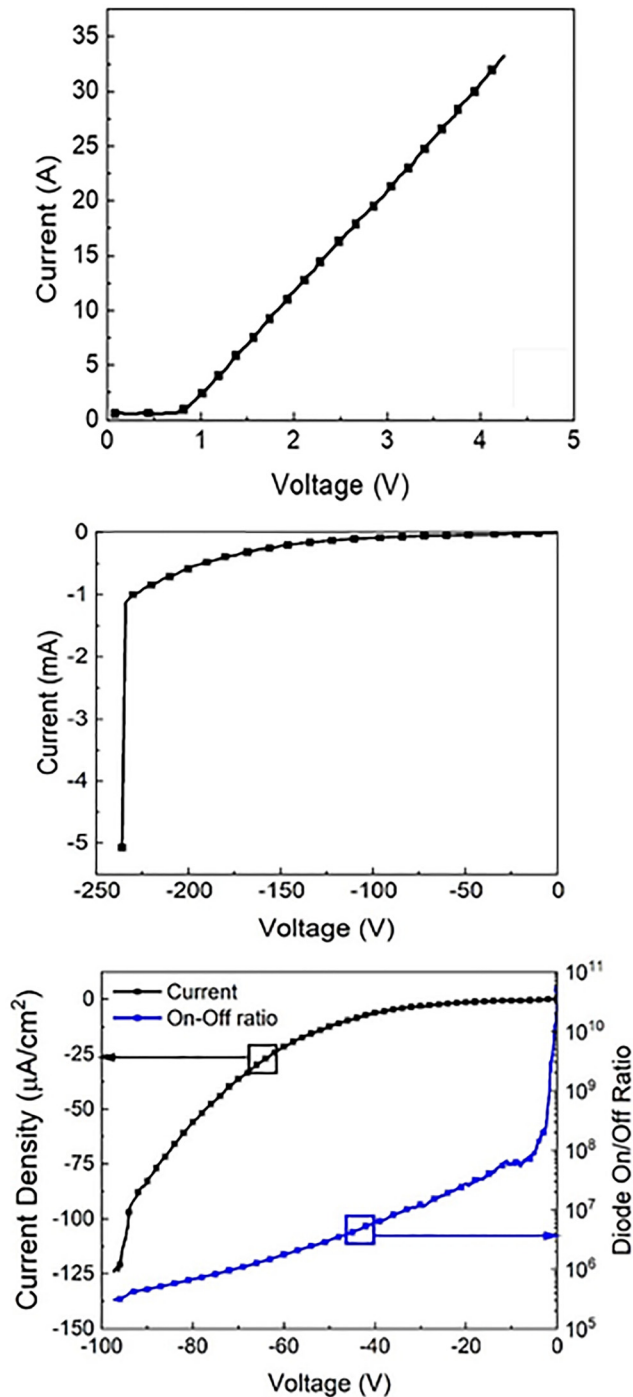 35
30
25
20
15
10
5
0
Current (A)
0 1 2 3 4 5
Voltage (V)
0
-1
-2
-3
-4
-5
Current (mA)
-250 -200 -150 -100 -50 0
Voltage (V)
Current
On-Off ratio
0
-25
-50
-75
-100
-125
-150
Current Density (µA/cm²)
10¹¹
10¹⁰
10⁹
10⁸
10⁷
10⁶
10⁵
Diode On/Off Ratio
-100 -80 -60 -40 -20 0
Voltage (V)